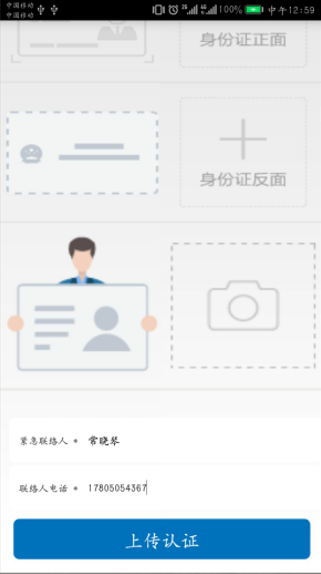 中国移动
中国移动 100% 中午12:59
身份证正面
身份证反面
紧急联络人 * 常晓琴
联络人电话 * 17805054367
上传认证